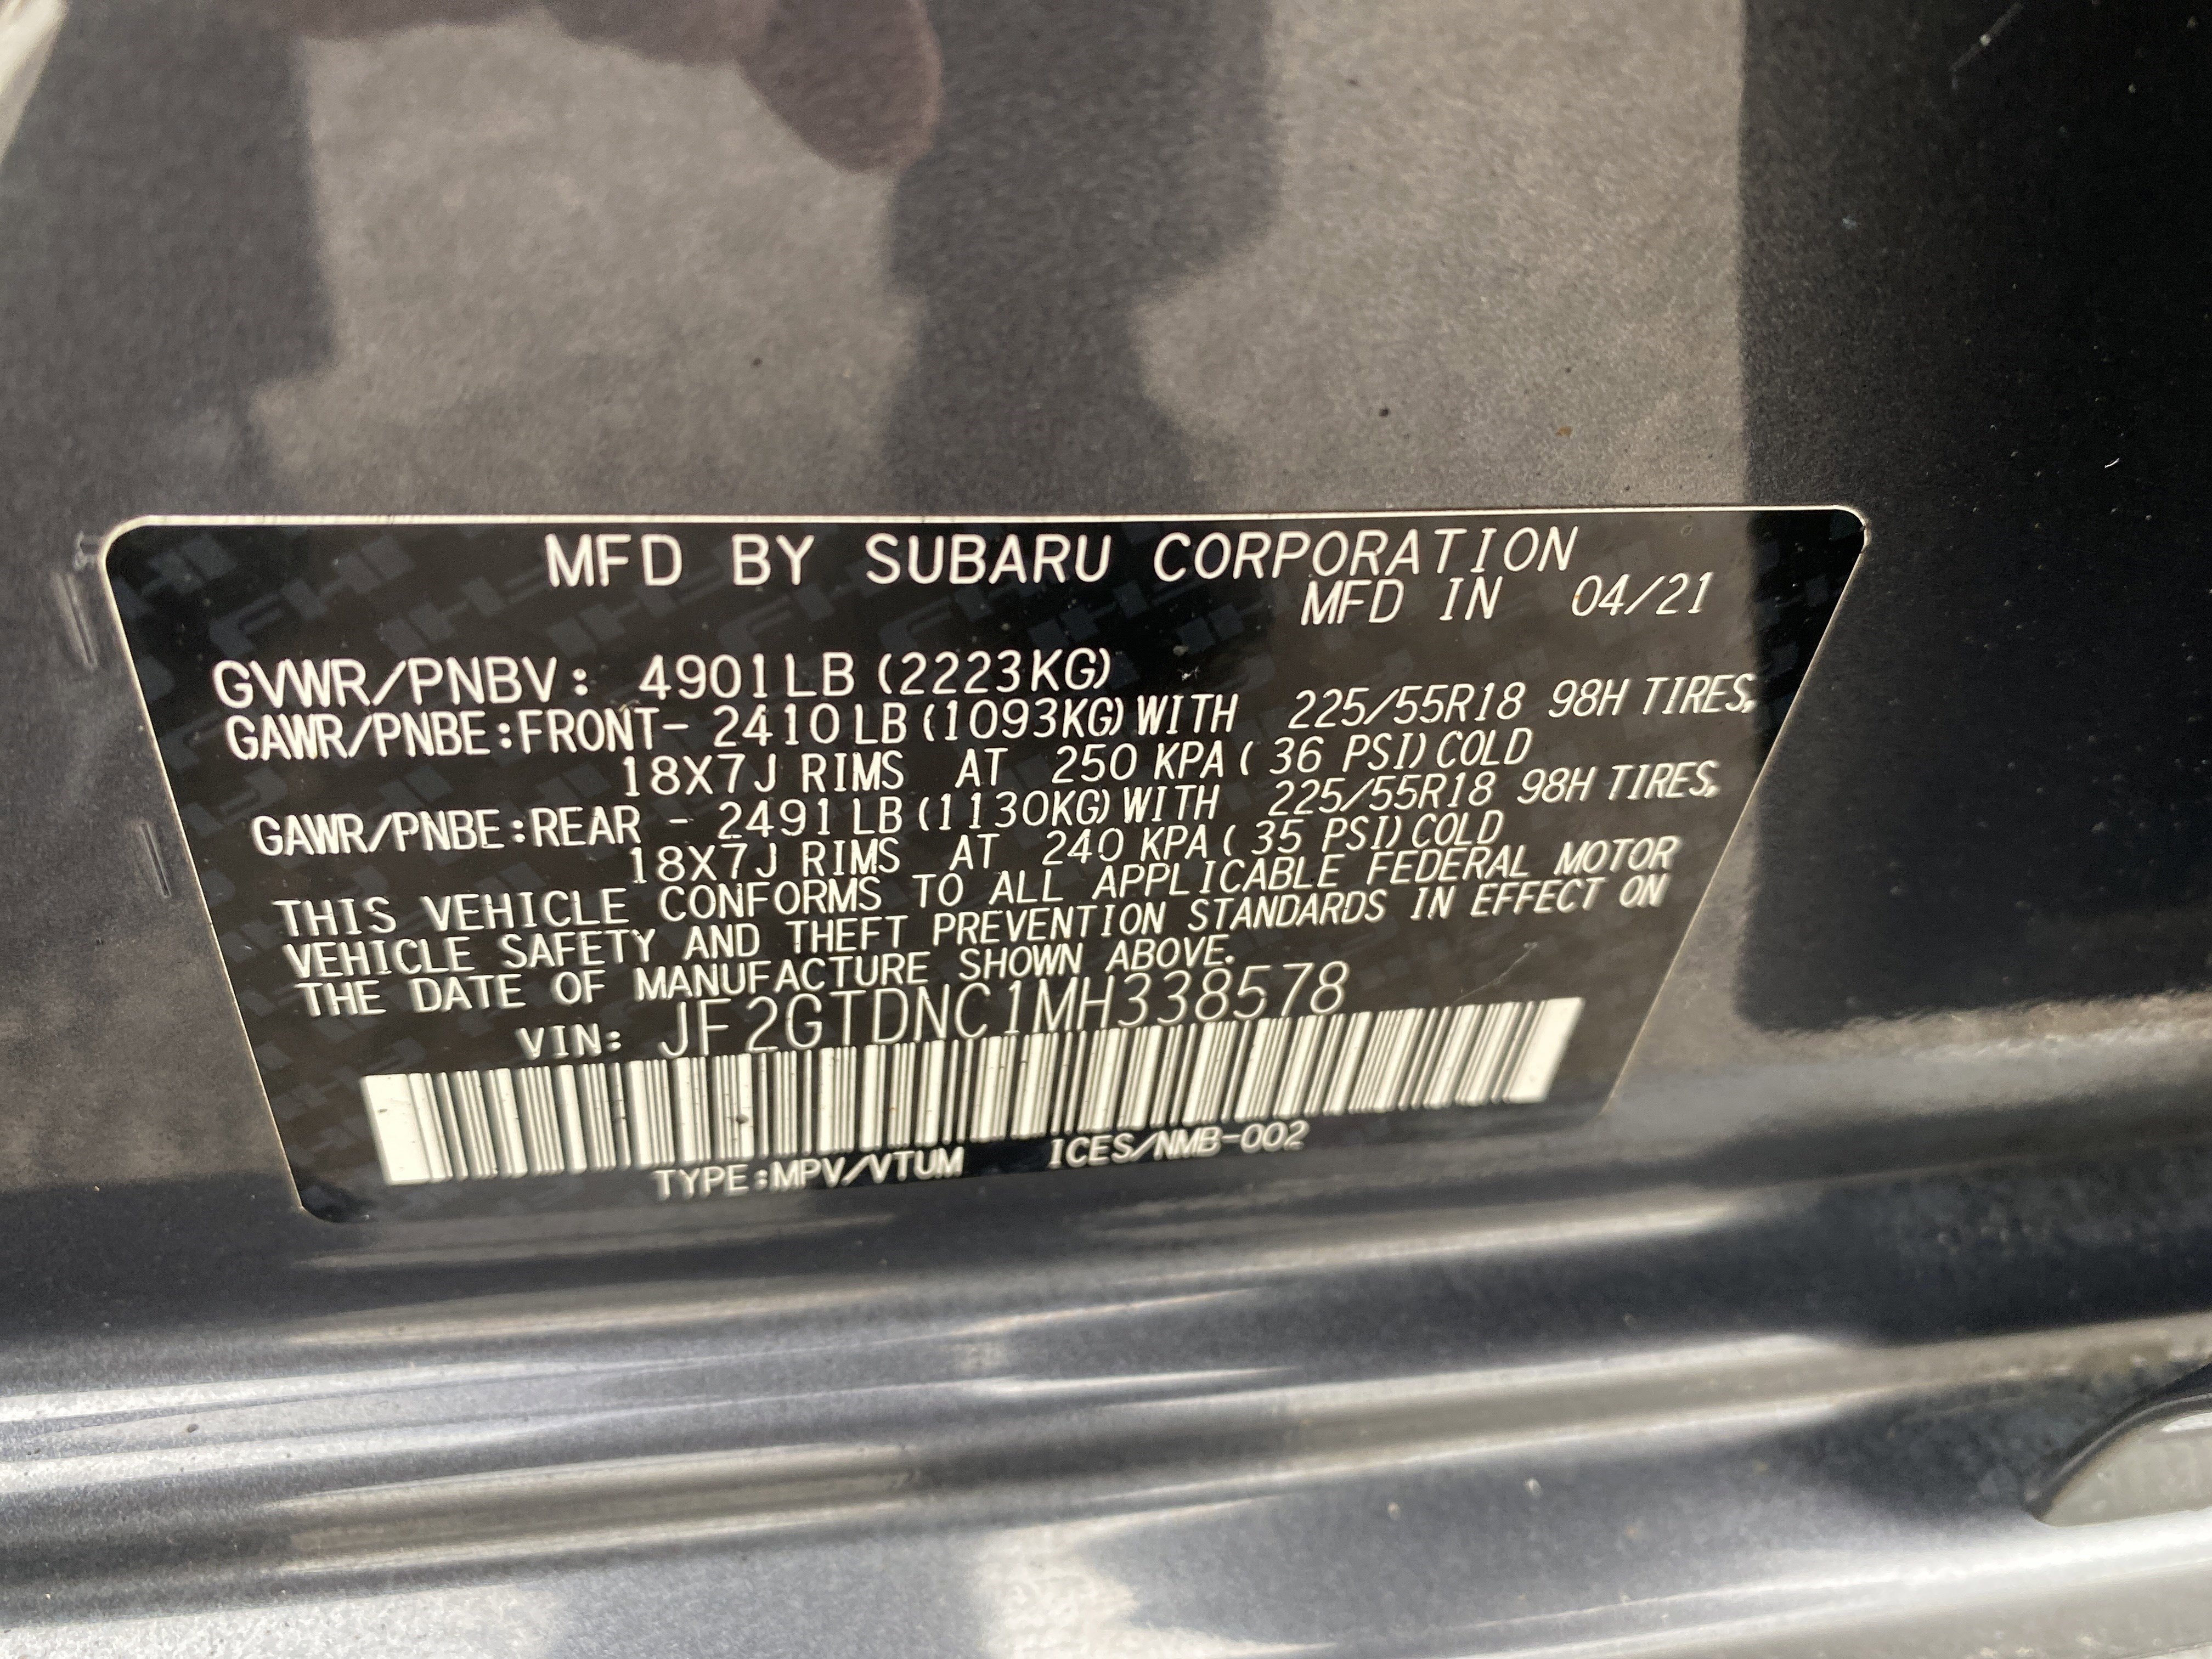 MFD BY SUBARU CORPORATION
MFD IN 04/21
GVWR/PNBV: 4901LB (2223KG)
GAWR/PNBE:FRONT- 2410LB (1093KG) WITH 225/55R18 98H TIRES,
18X7J RIMS AT 250 KPA ( 36 PSI) COLD
GAWR/PNBE:REAR - 2491LB (1130KG) WITH 225/55R18 98H TIRES,
18X7J RIMS AT 240 KPA ( 35 PSI) COLD
THIS VEHICLE CONFORMS TO ALL APPLICABLE FEDERAL MOTOR
VEHICLE SAFETY AND THEFT PREVENTION STANDARDS IN EFFECT ON
THE DATE OF MANUFACTURE SHOWN ABOVE.
VIN: JF2GTDNC1MH338578
TYPE:MPV/VTUM ICES/NMB-002